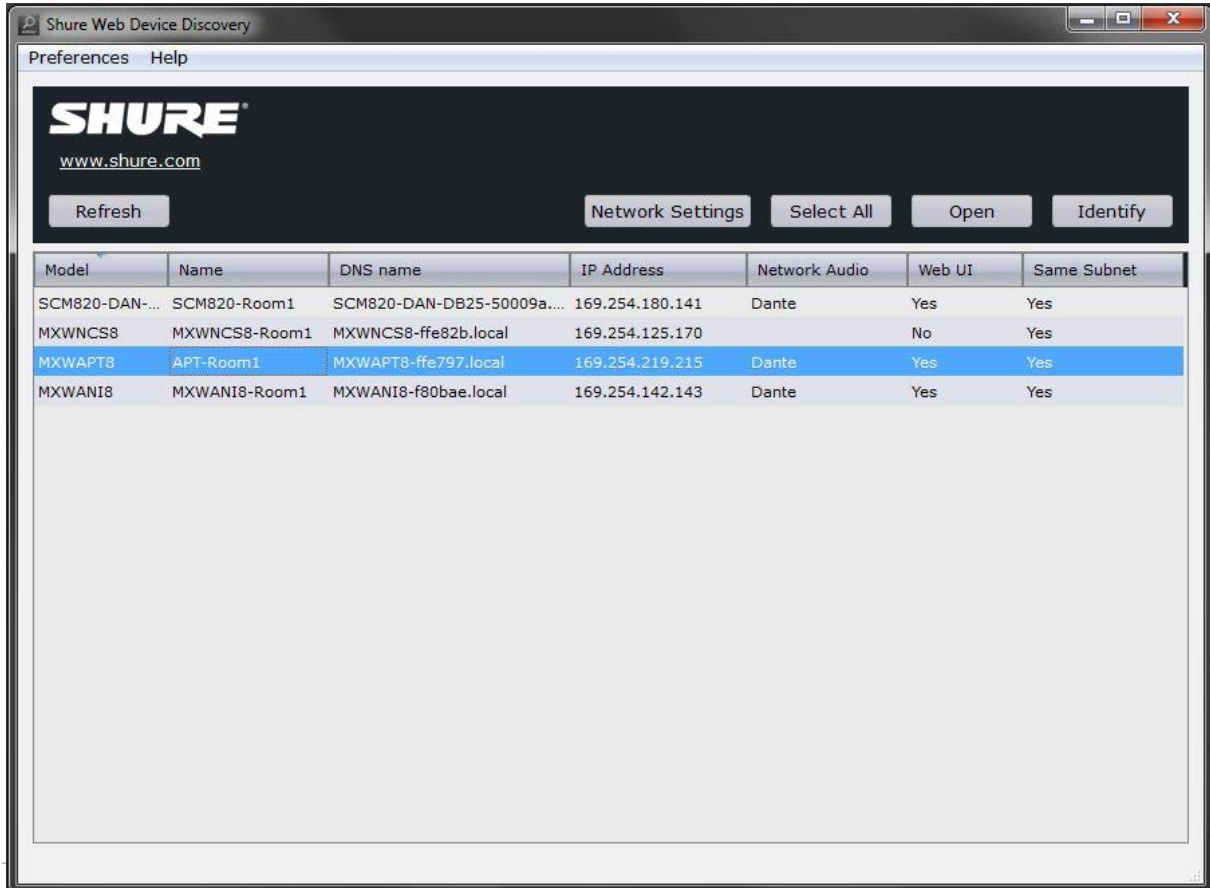 Shure Web Device Discovery
Preferences Help
SHURE®
www.shure.com
Refresh Network Settings Select All Open Identify
Model Name DNS name IP Address Network Audio Web UI Same Subnet
SCM820-DAN-... SCM820-Room1 SCM820-DAN-DB25-50009a.... 169.254.180.141 Dante Yes Yes
MXWNCS8 MXWNCS8-Room1 MXWNCS8-ffe82b.local 169.254.125.170 No Yes
MXWAPT8 APT-Room1 MXWAPT8-ffe797.local 169.254.219.215 Dante Yes Yes
MXWANI8 MXWANI8-Room1 MXWANI8-f80bae.local 169.254.142.143 Dante Yes Yes